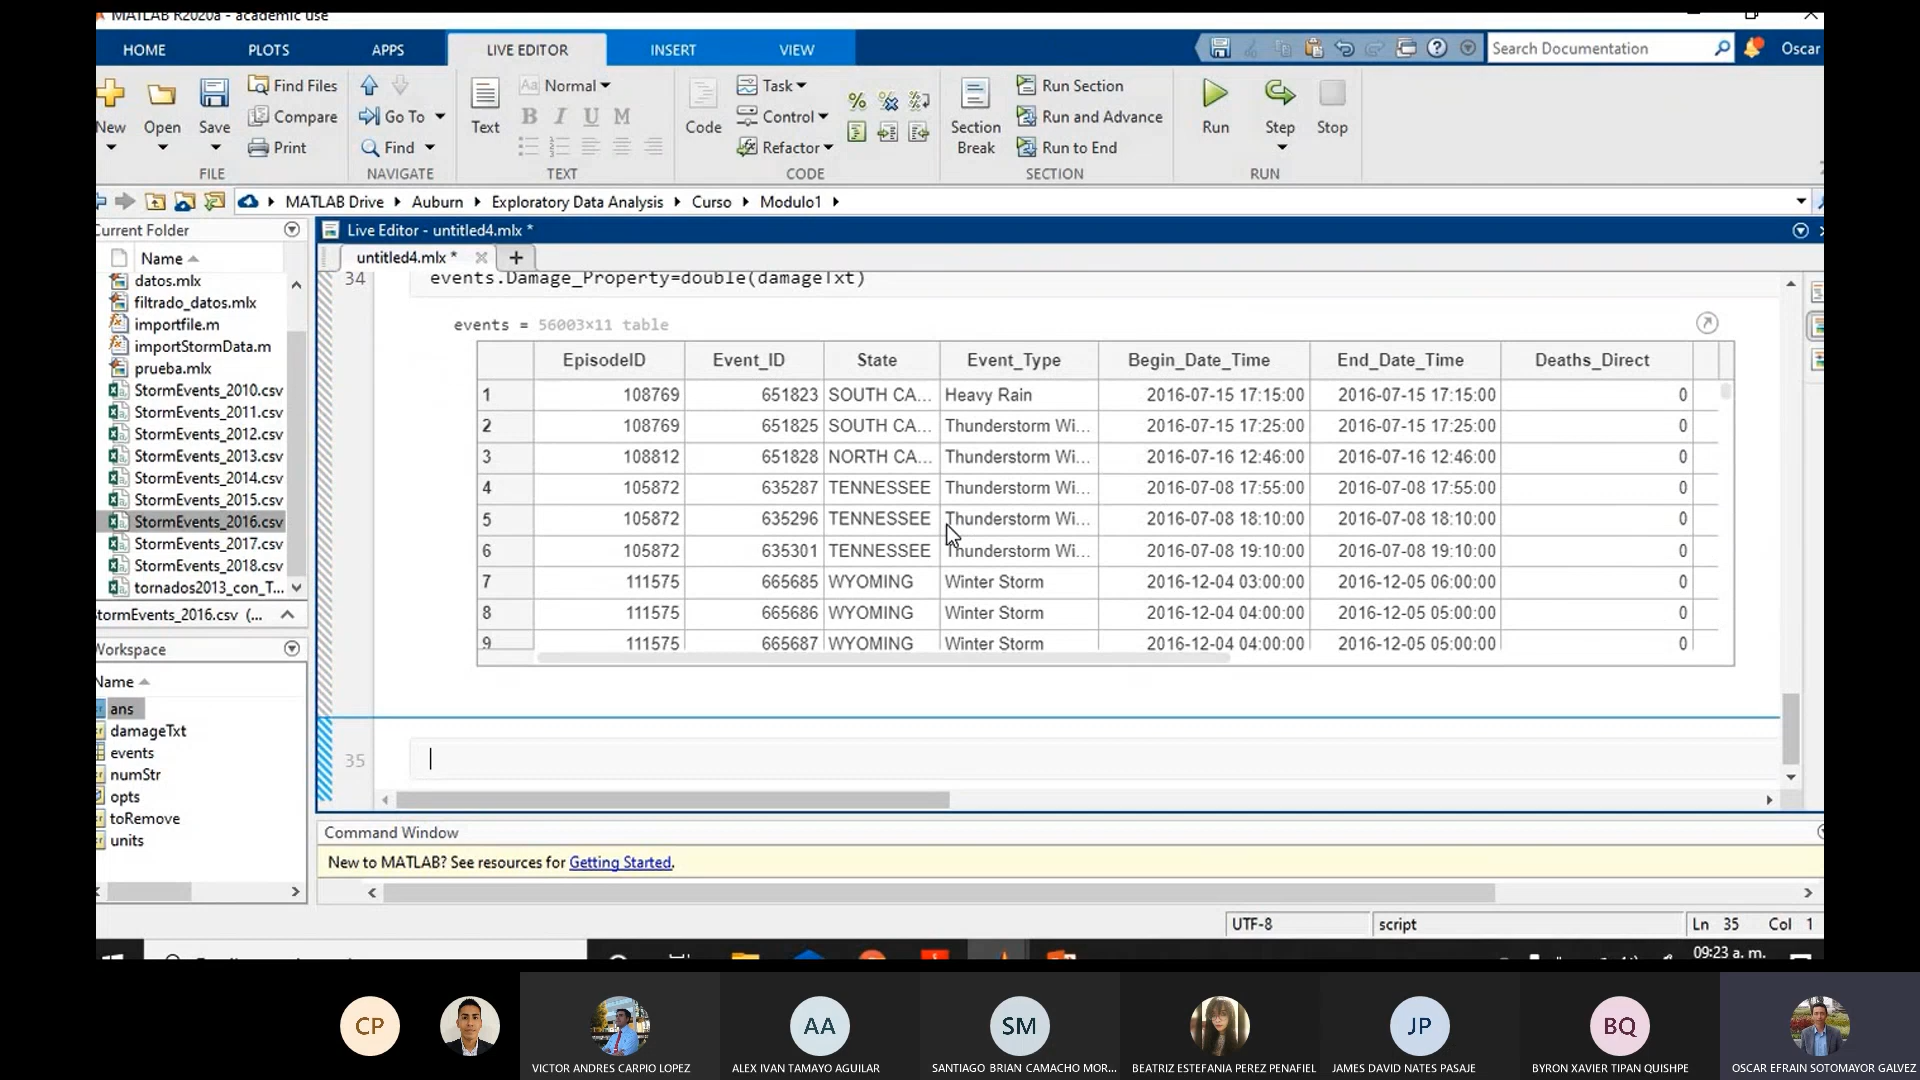 MATLAB R2020a - academic use
HOME PLOTS APPS LIVE EDITOR INSERT VIEW Search Documentation Oscar
New Open Save Find Files Compare Print Go To Find
Text Normal B I U M
Code Task Control Refactor
Section Break Run Section Run and Advance Run to End
Run Step Stop
FILE NAVIGATE TEXT CODE SECTION RUN
MATLAB Drive Auburn Exploratory Data Analysis Curso Modulo1
Current Folder
Name
datos.mlx
filtrado_datos.mlx
importfile.m
importStormData.m
prueba.mlx
StormEvents_2010.csv
StormEvents_2011.csv
StormEvents_2012.csv
StormEvents_2013.csv
StormEvents_2014.csv
StormEvents_2015.csv
StormEvents_2016.csv
StormEvents_2017.csv
StormEvents_2018.csv
tornados2013_con_T...
StormEvents_2016.csv (...
Workspace
Name
ans
damageTxt
events
numStr
opts
toRemove
units
Live Editor - untitled4.mlx *
untitled4.mlx *
34 events.Damage_Property=double(damageTxt)
events = 56003×11 table
EpisodeID Event_ID State Event_Type Begin_Date_Time End_Date_Time Deaths_Direct
1 108769 651823 SOUTH CA... Heavy Rain 2016-07-15 17:15:00 2016-07-15 17:15:00 0
2 108769 651825 SOUTH CA... Thunderstorm Wi... 2016-07-15 17:25:00 2016-07-15 17:25:00 0
3 108812 651828 NORTH CA... Thunderstorm Wi... 2016-07-16 12:46:00 2016-07-16 12:46:00 0
4 105872 635287 TENNESSEE Thunderstorm Wi... 2016-07-08 17:55:00 2016-07-08 17:55:00 0
5 105872 635296 TENNESSEE Thunderstorm Wi... 2016-07-08 18:10:00 2016-07-08 18:10:00 0
6 105872 635301 TENNESSEE Thunderstorm Wi... 2016-07-08 19:10:00 2016-07-08 19:10:00 0
7 111575 665685 WYOMING Winter Storm 2016-12-04 03:00:00 2016-12-05 06:00:00 0
8 111575 665686 WYOMING Winter Storm 2016-12-04 04:00:00 2016-12-05 05:00:00 0
9 111575 665687 WYOMING Winter Storm 2016-12-04 04:00:00 2016-12-05 05:00:00 0
35
Command Window
New to MATLAB? See resources for Getting Started.
UTF-8 script Ln 35 Col 1
09:23 a. m.
CP AA SM JP BQ
VICTOR ANDRES CARPIO LOPEZ
ALEX IVAN TAMAYO AGUILAR
SANTIAGO BRIAN CAMACHO MOR...
BEATRIZ ESTEFANIA PEREZ PENAFIEL
JAMES DAVID NATES PASAJE
BYRON XAVIER TIPAN QUISHPE
OSCAR EFRAIN SOTOMAYOR GALVEZ